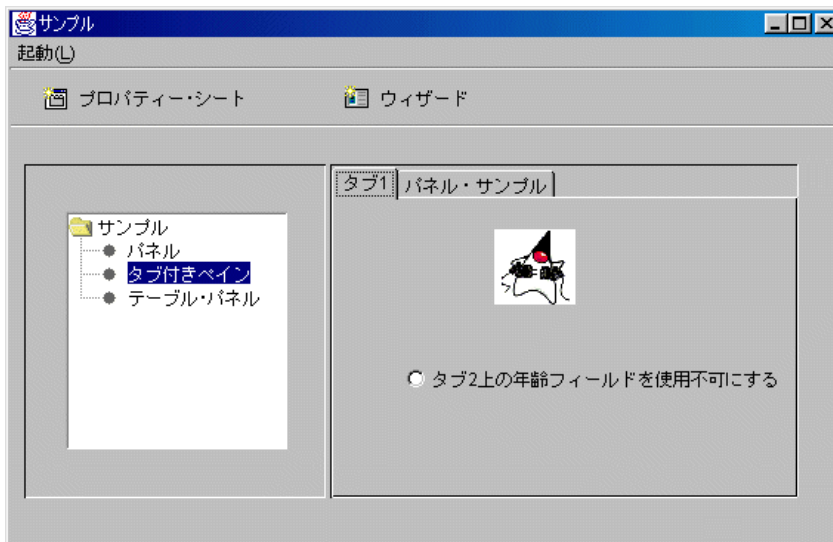 サンプル
起動(L)
プロパティー・シート ウィザード
サンプル
パネル
タブ付きペイン
テーブル・パネル
タブ1 パネル・サンプル
タブ2上の年齢フィールドを使用不可にする